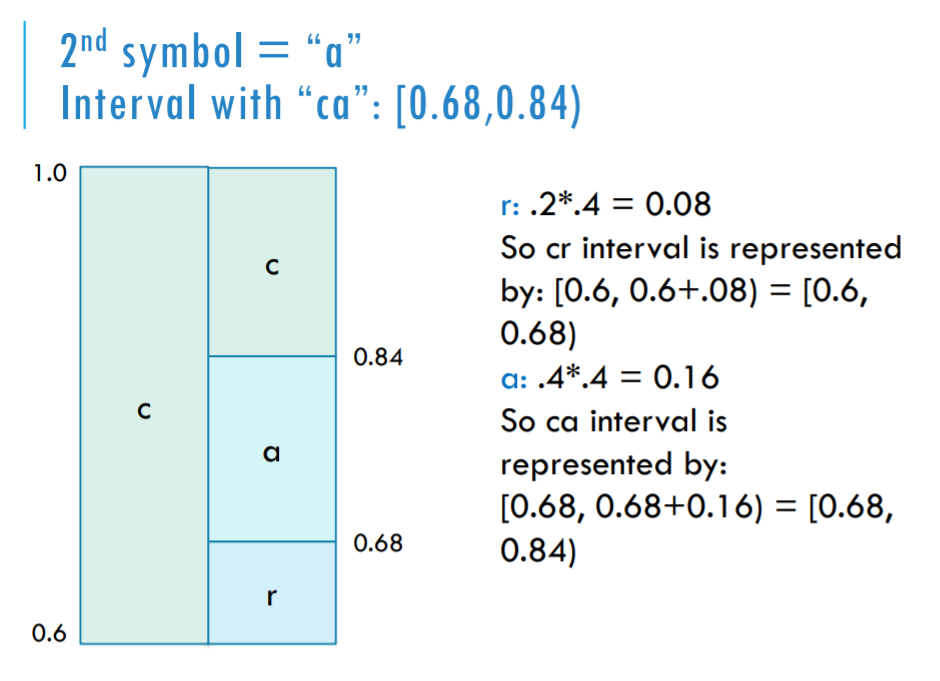 2nd symbol = “a”
Interval with “ca”: [0.68,0.84)
1.0
c
0.84
c
a
0.68
r
0.6
r: .2*.4 = 0.08
So cr interval is represented
by: [0.6, 0.6+.08) = [0.6,
0.68)
a: .4*.4 = 0.16
So ca interval is
represented by:
[0.68, 0.68+0.16) = [0.68,
0.84)